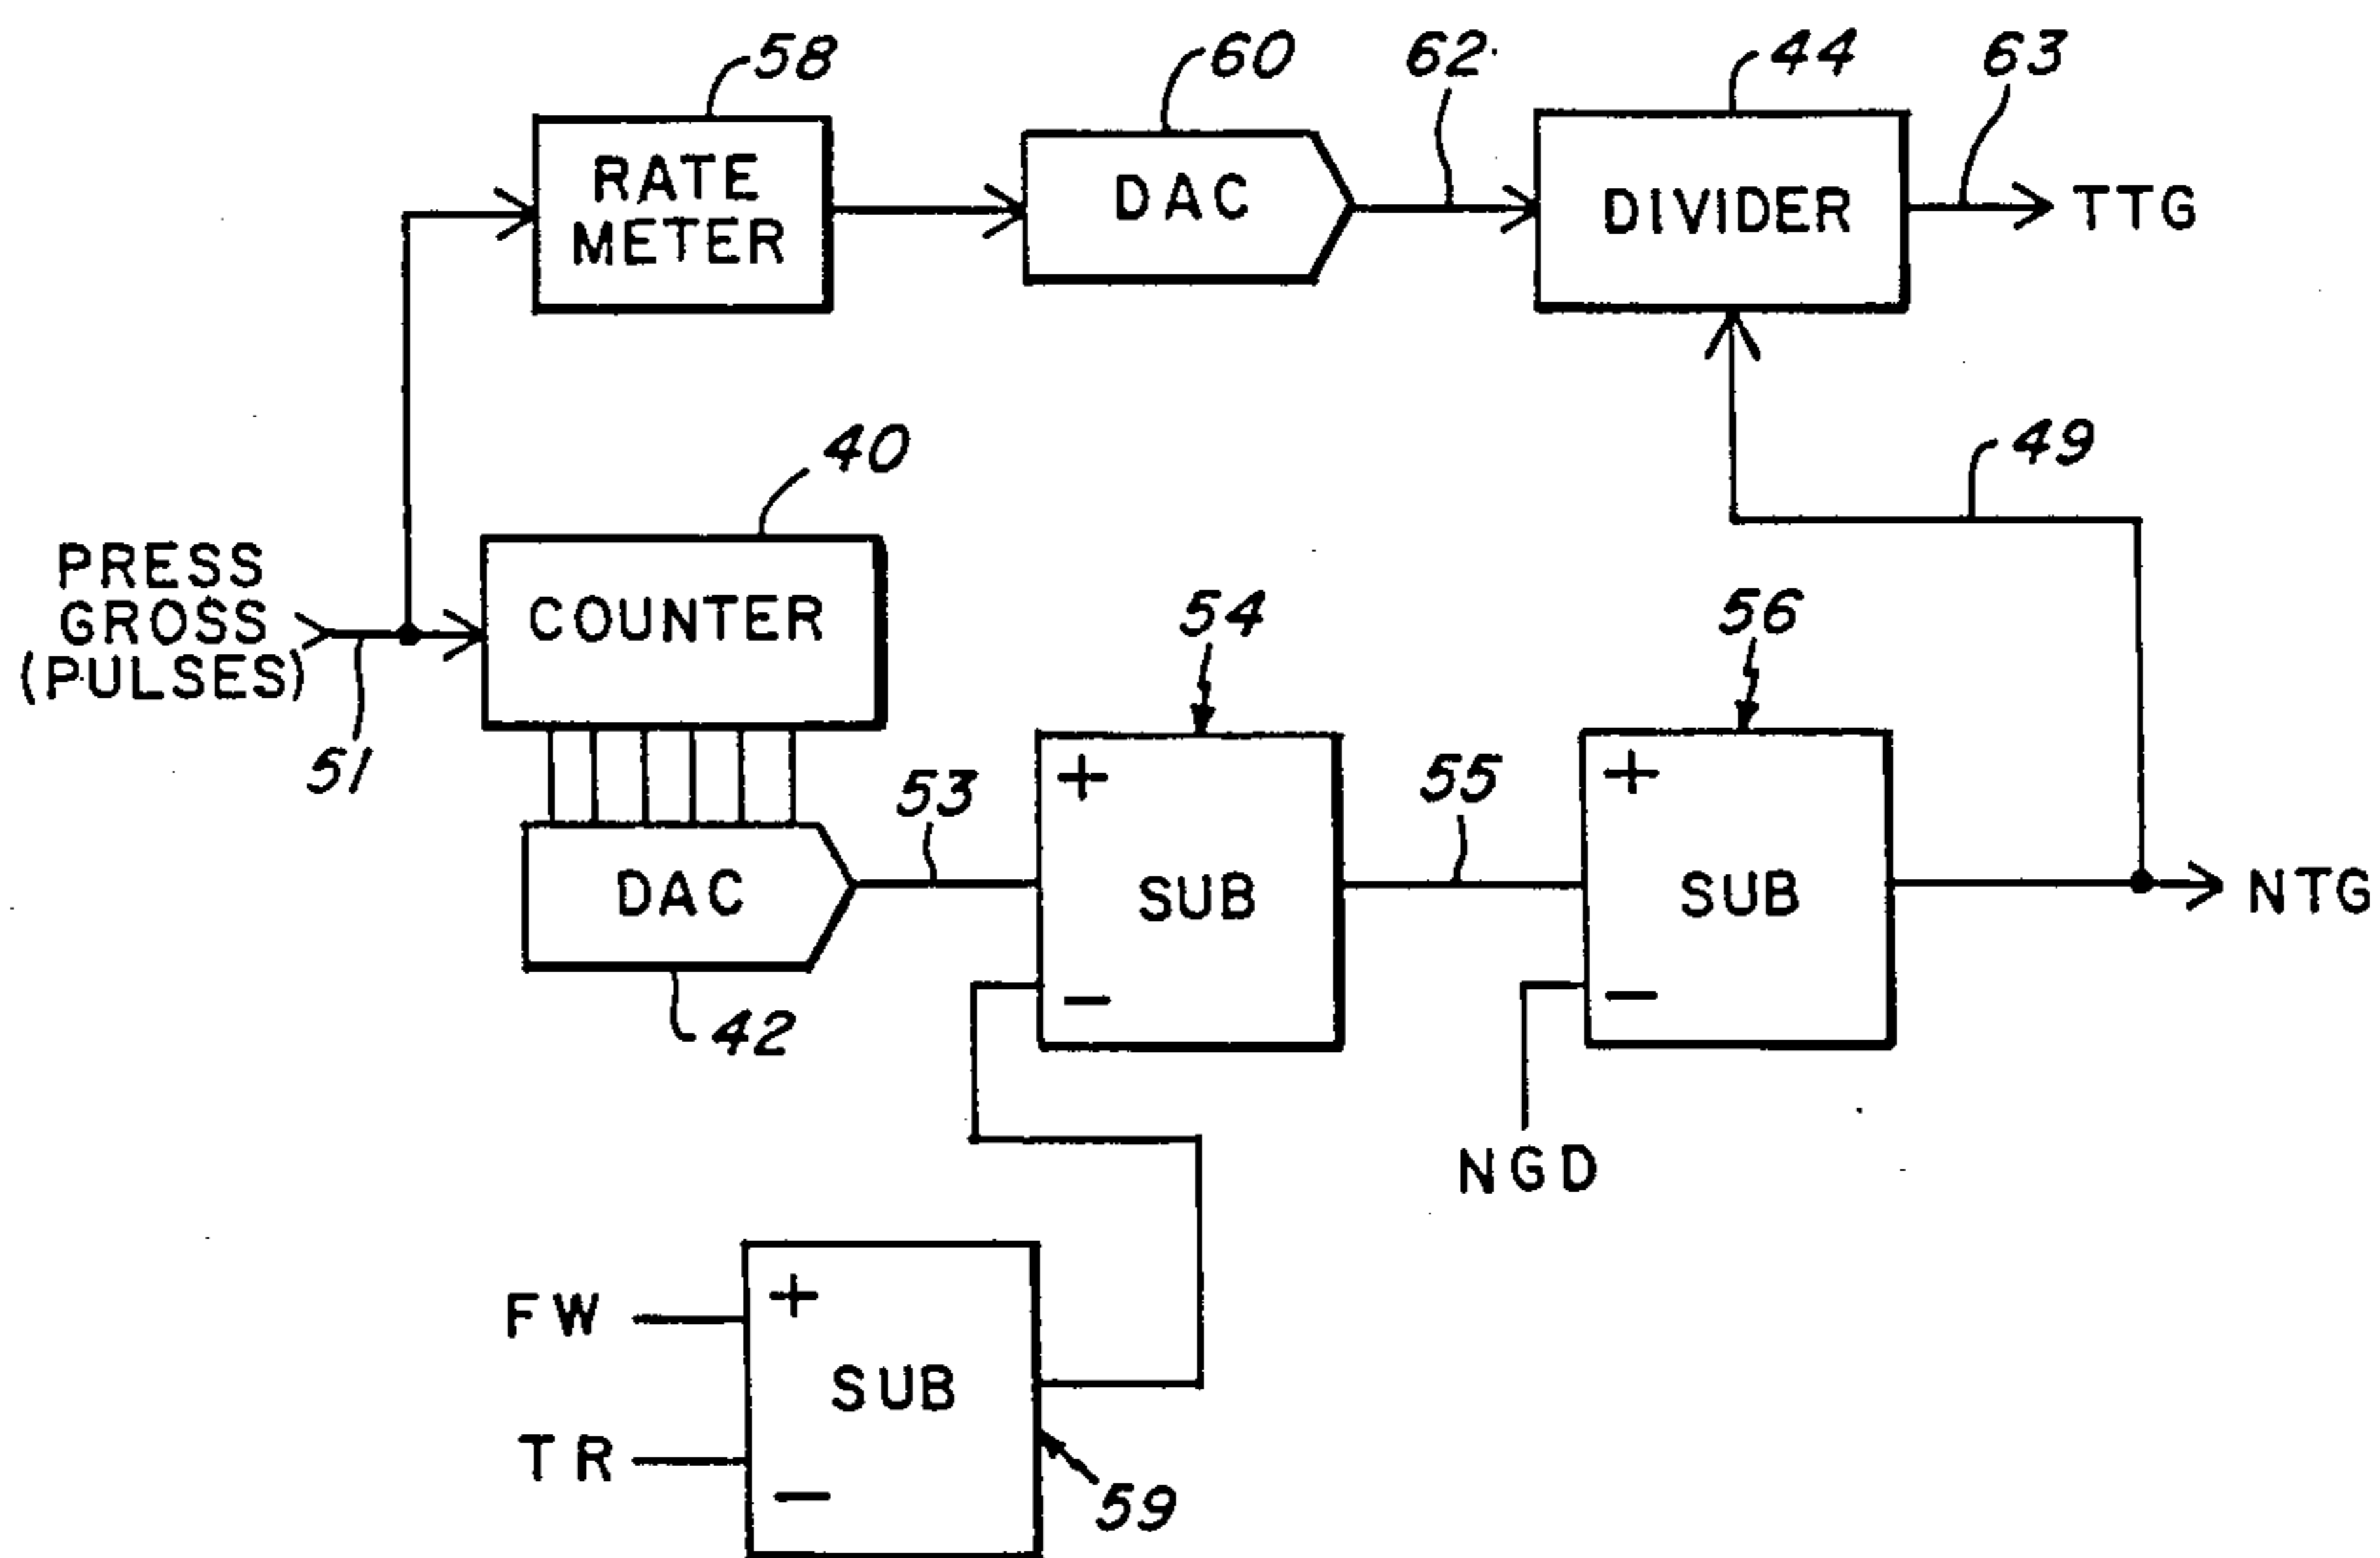 58
60
62
44
63
RATE
METER
DAC
DIVIDER
TTG
40
49
PRESS
GROSS
(PULSES)
COUNTER
54
56
51
53
+
55
+
DAC
SUB
SUB
NTG
42
−
−
NGD
FW
+
SUB
TR
−
59